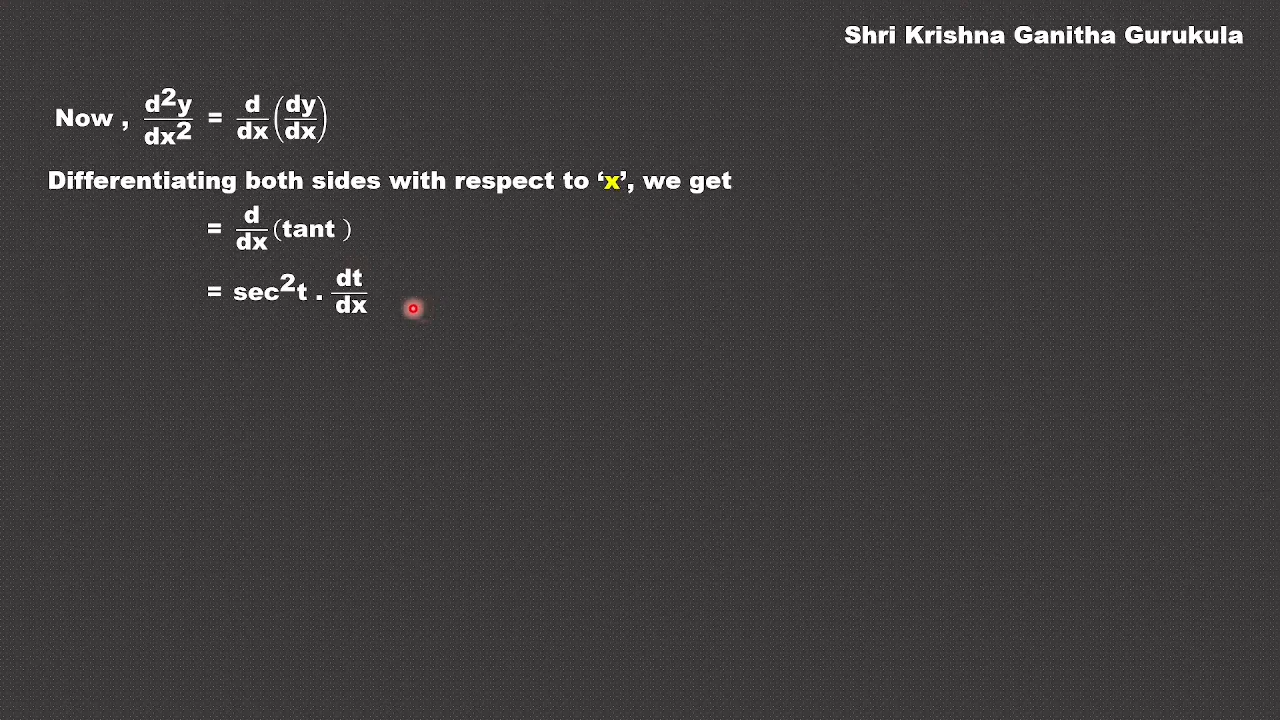 Shri Krishna Ganitha Gurukula
Now , d²y/dx² = d/dx(dy/dx)
Differentiating both sides with respect to ‘x’, we get
= d/dx(tant )
= sec²t . dt/dx